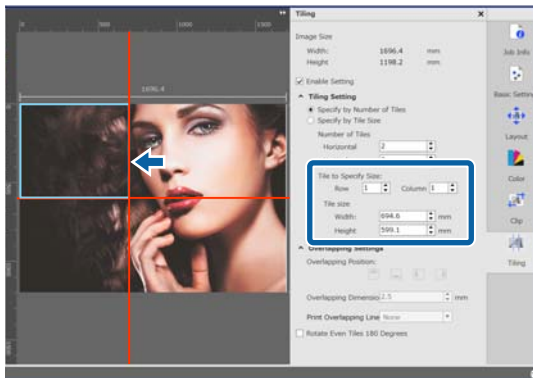 Tiling
0 500 1000 1500
Image Size
Width: 1696.4 mm
Height 1198.2 mm
Job Info
Enable Setting
Basic Setting
1696.4
Tiling Setting
Specify by Number of Tiles
Specify by Tile Size
Number of Tiles
Layout
Horizontal 2
Color
Tile to Specify Size:
Row 1 Column 1
Tile size
Width: 694.6 mm
Clip
Height 599.1 mm
Overlapping Settings
Overlapping Position:
Tiling
Overlapping Dimensio 2.5 mm
Print Overlapping Line None
Rotate Even Tiles 180 Degrees